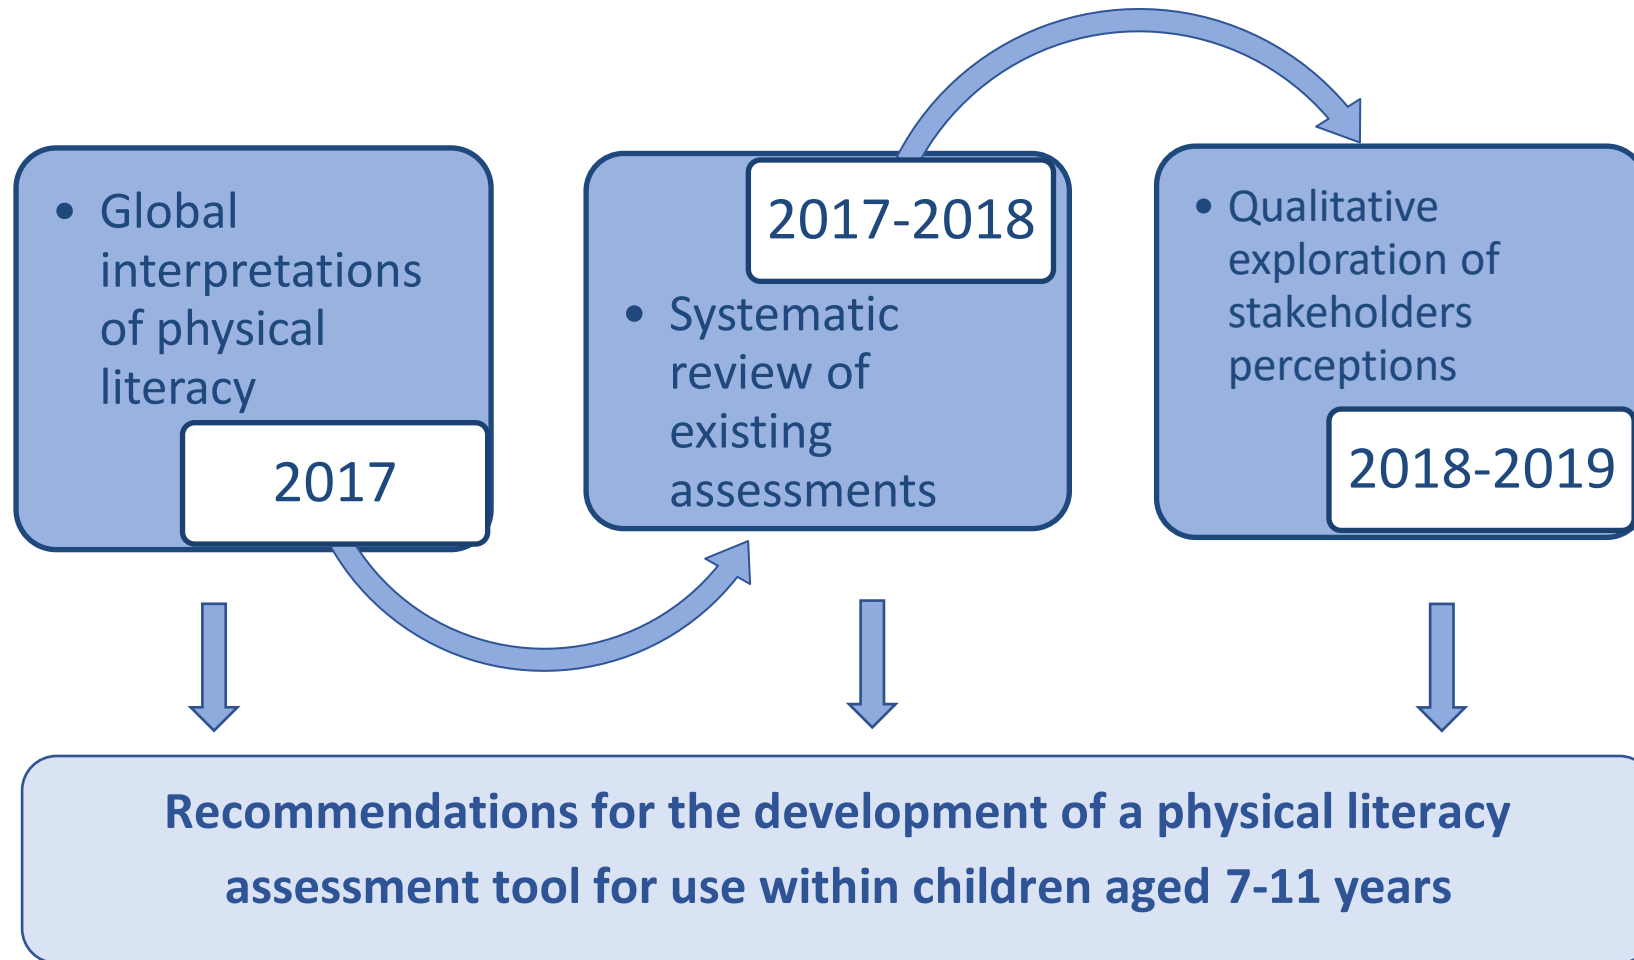 • Global
interpretations
of physical
literacy
2017
2017-2018
• Systematic
review of
existing
assessments
• Qualitative
exploration of
stakeholders
perceptions
2018-2019
Recommendations for the development of a physical literacy
assessment tool for use within children aged 7-11 years